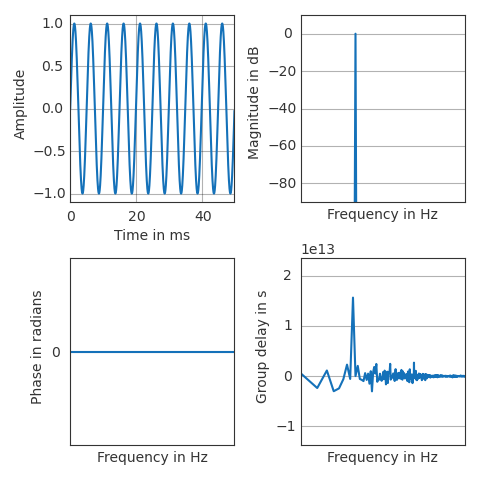 1.0
0.5
0.0
−0.5
−1.0
Amplitude
0
20
40
Time in ms
0
−20
−40
−60
−80
Magnitude in dB
Frequency in Hz
0
Phase in radians
Frequency in Hz
1e13
2
1
0
−1
Group delay in s
Frequency in Hz